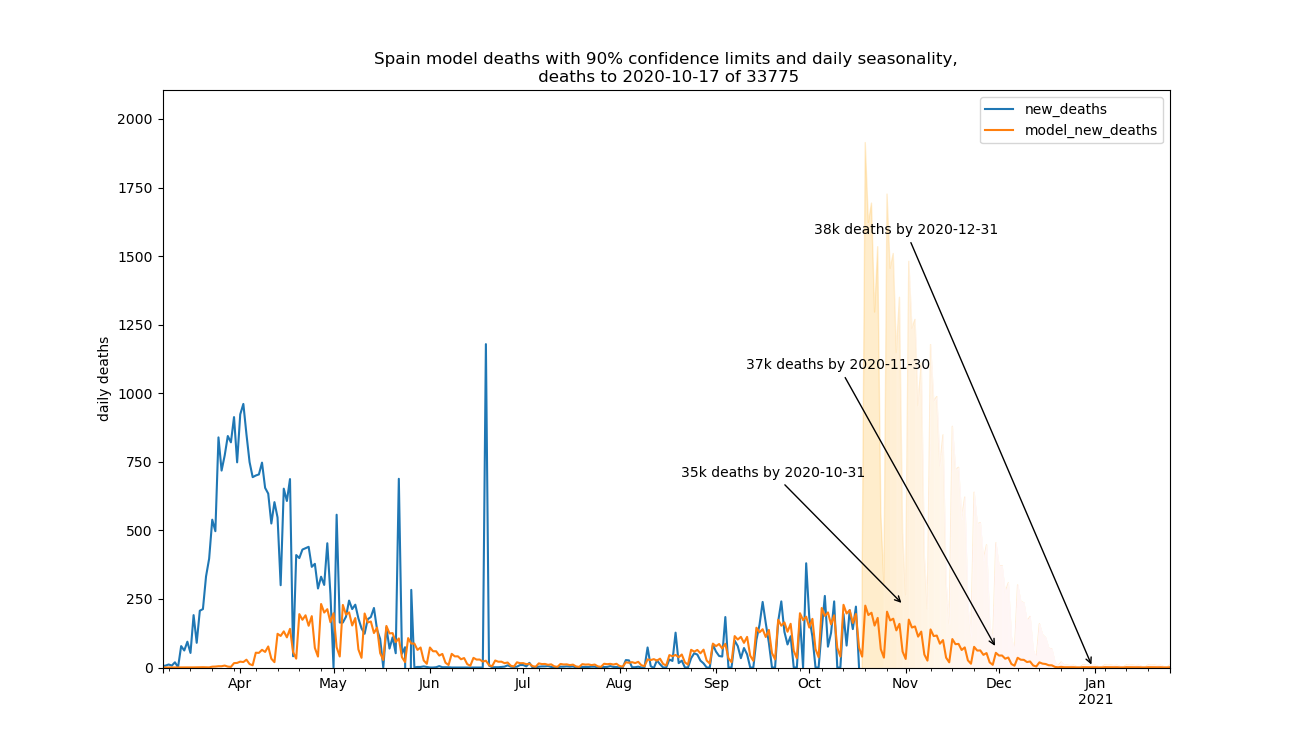 Spain model deaths with 90% confidence limits and daily seasonality,
deaths to 2020-10-17 of 33775
new_deaths
model_new_deaths
daily deaths
2000
1750
1500
1250
1000
750
500
250
0
38k deaths by 2020-12-31
37k deaths by 2020-11-30
35k deaths by 2020-10-31
Apr May Jun Jul Aug Sep Oct Nov Dec Jan
2021